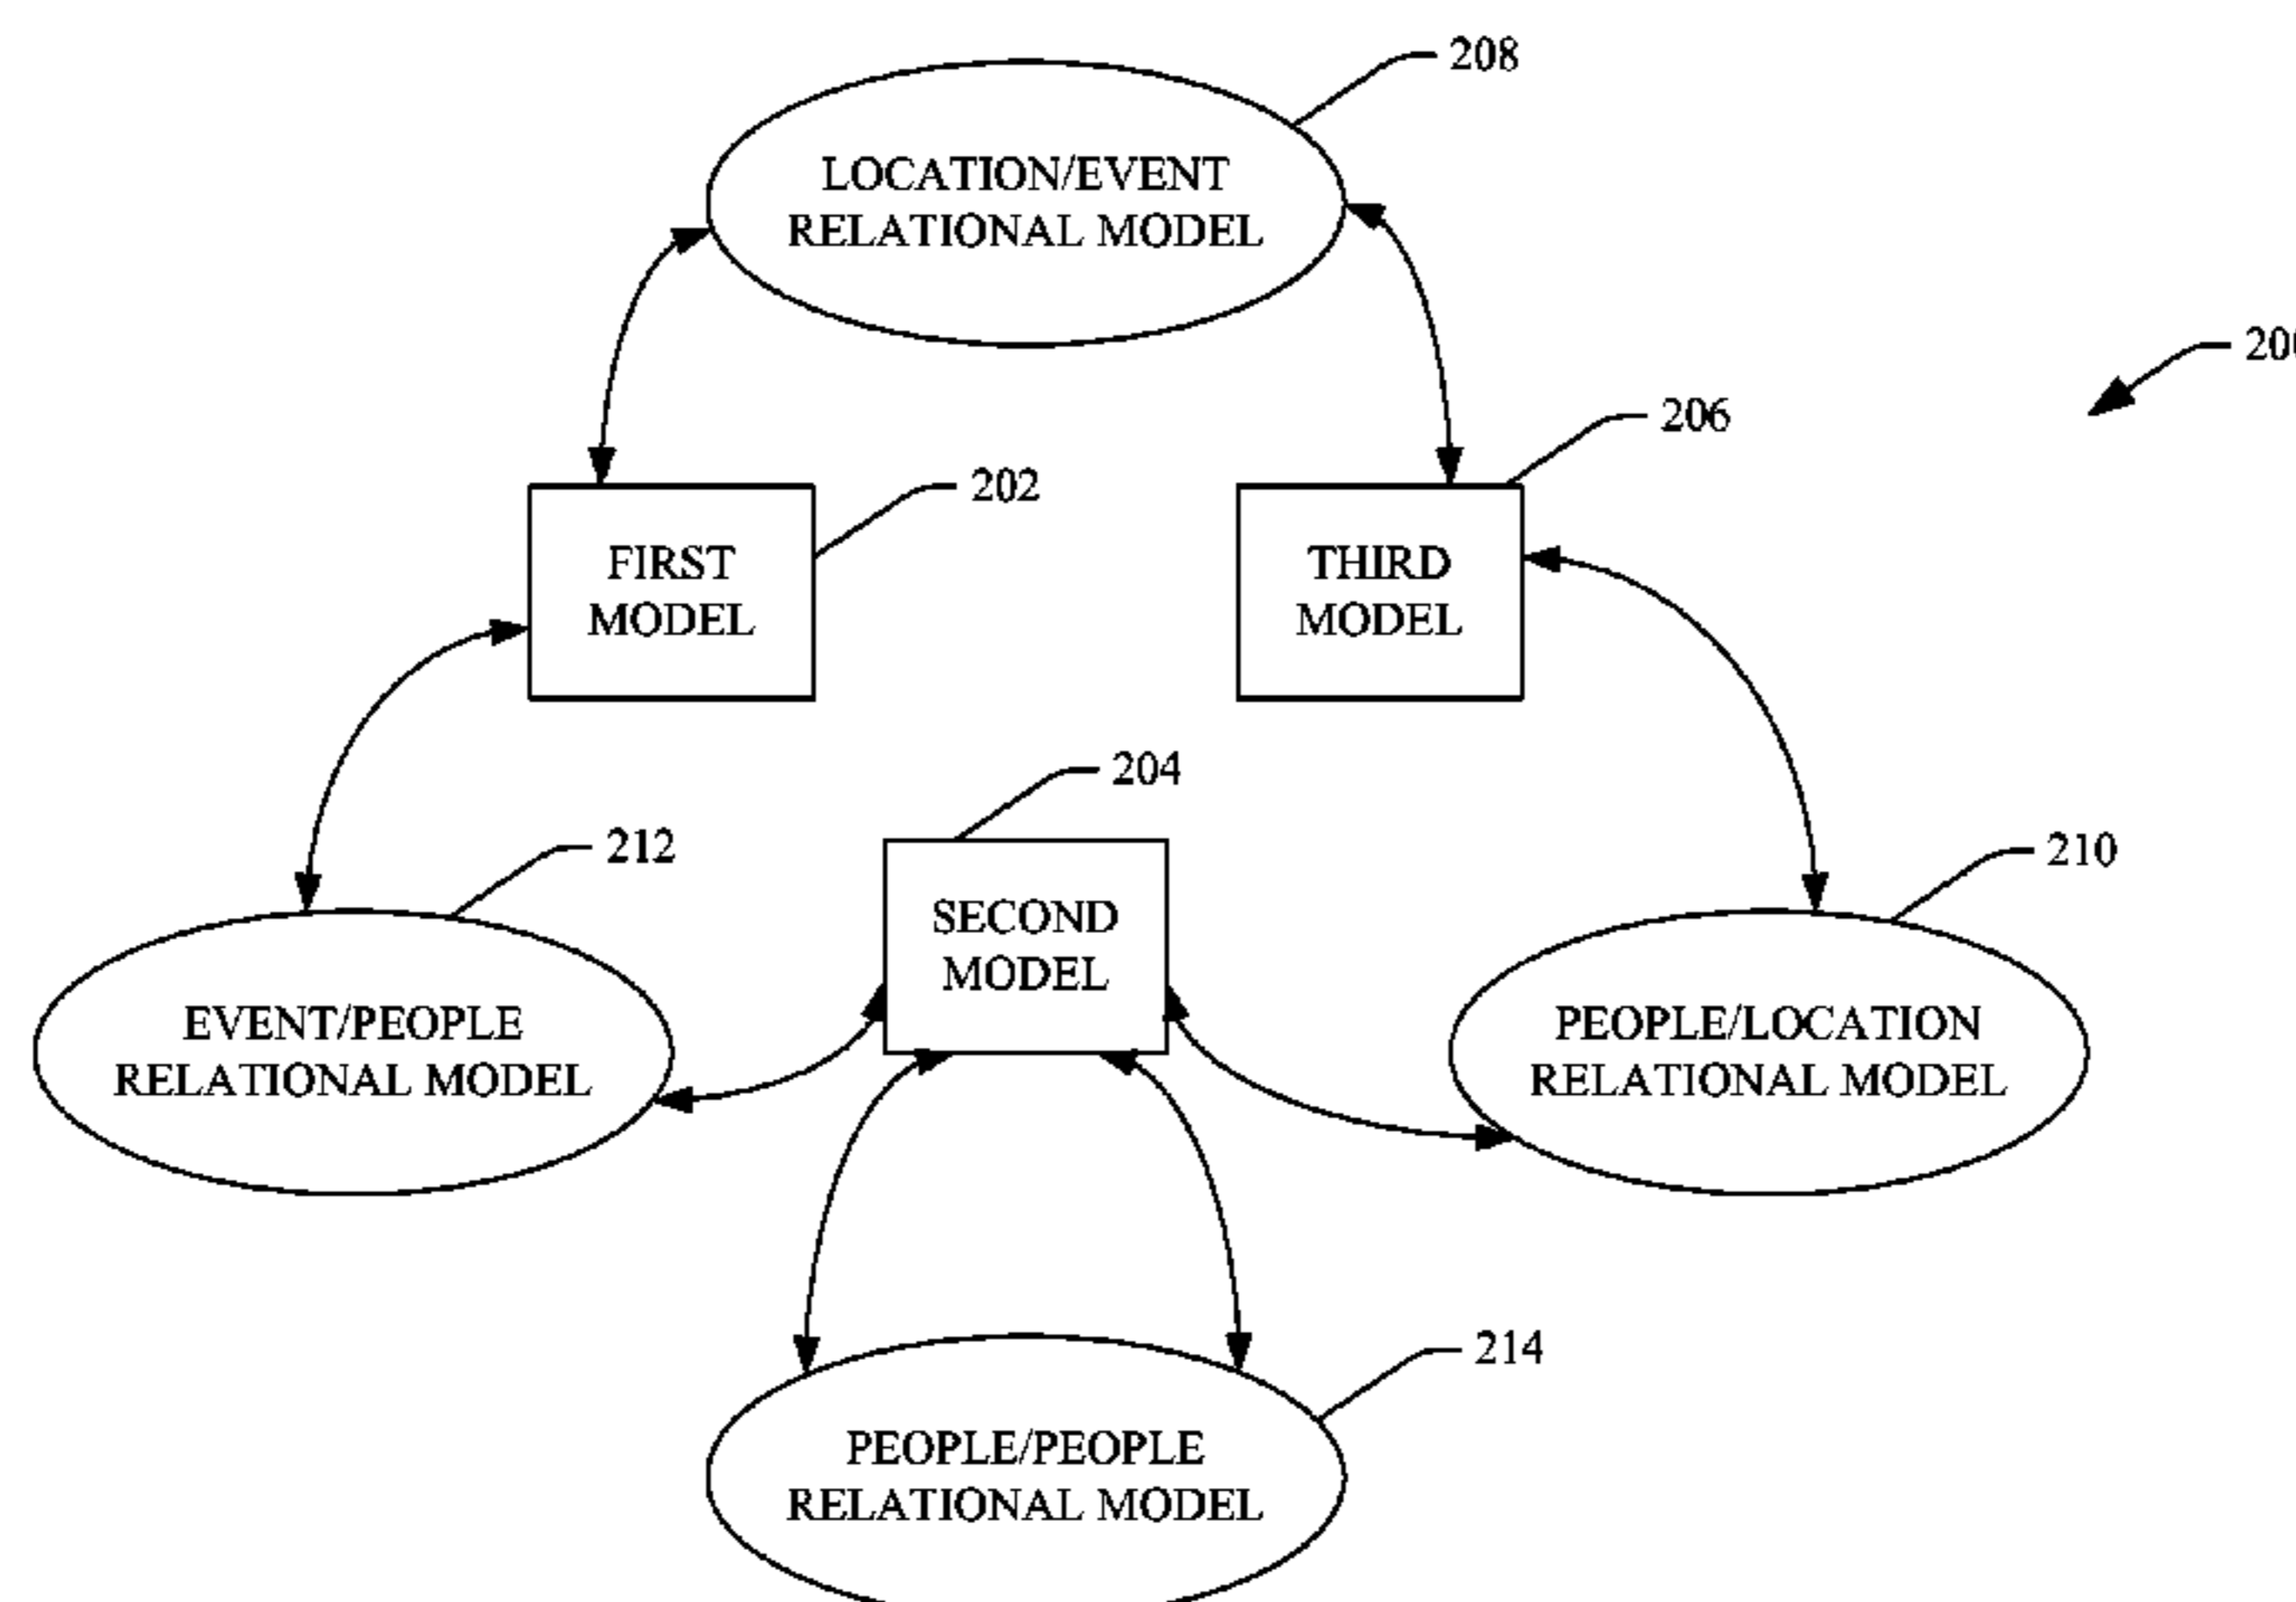 208
LOCATION/EVENT
RELATIONAL MODEL
206
202
FIRST
MODEL
THIRD
MODEL
204
212
210
SECOND
MODEL
EVENT/PEOPLE
RELATIONAL MODEL
PEOPLE/LOCATION
RELATIONAL MODEL
214
PEOPLE/PEOPLE
RELATIONAL MODEL